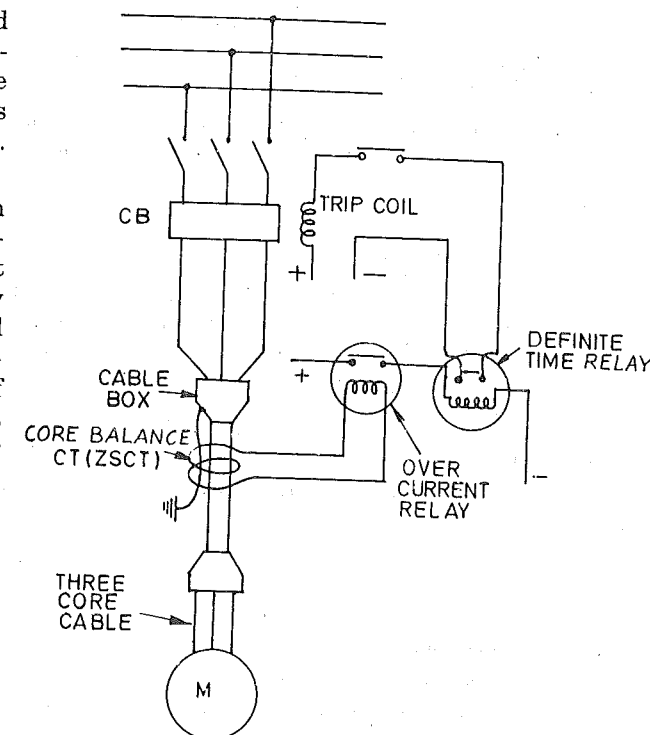 CB
TRIP COIL
+
—
DEFINITE
TIME RELAY
+
CABLE
BOX
CORE BALANCE
CT (ZSCT)
OVER
CURRENT
RELAY
-
THREE
CORE
CABLE
M